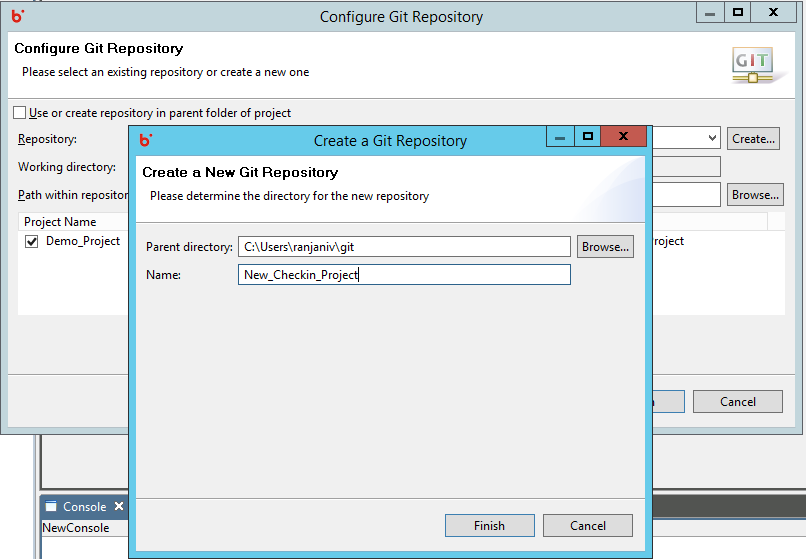 Configure Git Repository
Configure Git Repository
Please select an existing repository or create a new one
GIT
Use or create repository in parent folder of project
Repository:
Create...
Working directory:
Path within repositor
Browse...
Project Name
Demo_Project
roject
Cancel
Create a Git Repository
Create a New Git Repository
Please determine the directory for the new repository
Parent directory: C:\Users\ranjaniv\git Browse...
Name: New_Checkin_Project
Finish Cancel
Console
NewConsole